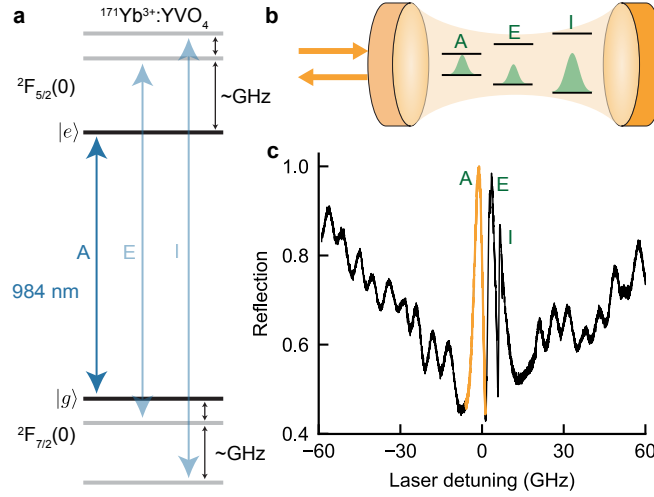 a
¹⁷¹Yb³⁺:YVO₄
²F₅/₂(0)
~GHz
|e⟩
A
E
I
984 nm
|g⟩
²F₇/₂(0)
~GHz
b
A
E
I
c
A
E
I
1.0
0.8
0.6
0.4
Reflection
−60
−30
0
30
60
Laser detuning (GHz)